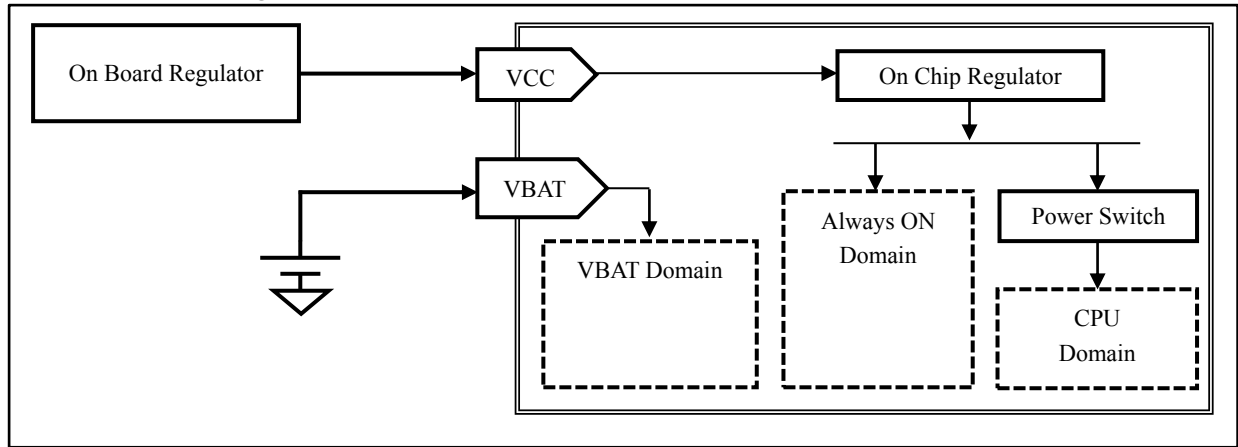 On Board Regulator
VCC
On Chip Regulator
VBAT
Always ON
Domain
Power Switch
VBAT Domain
CPU
Domain